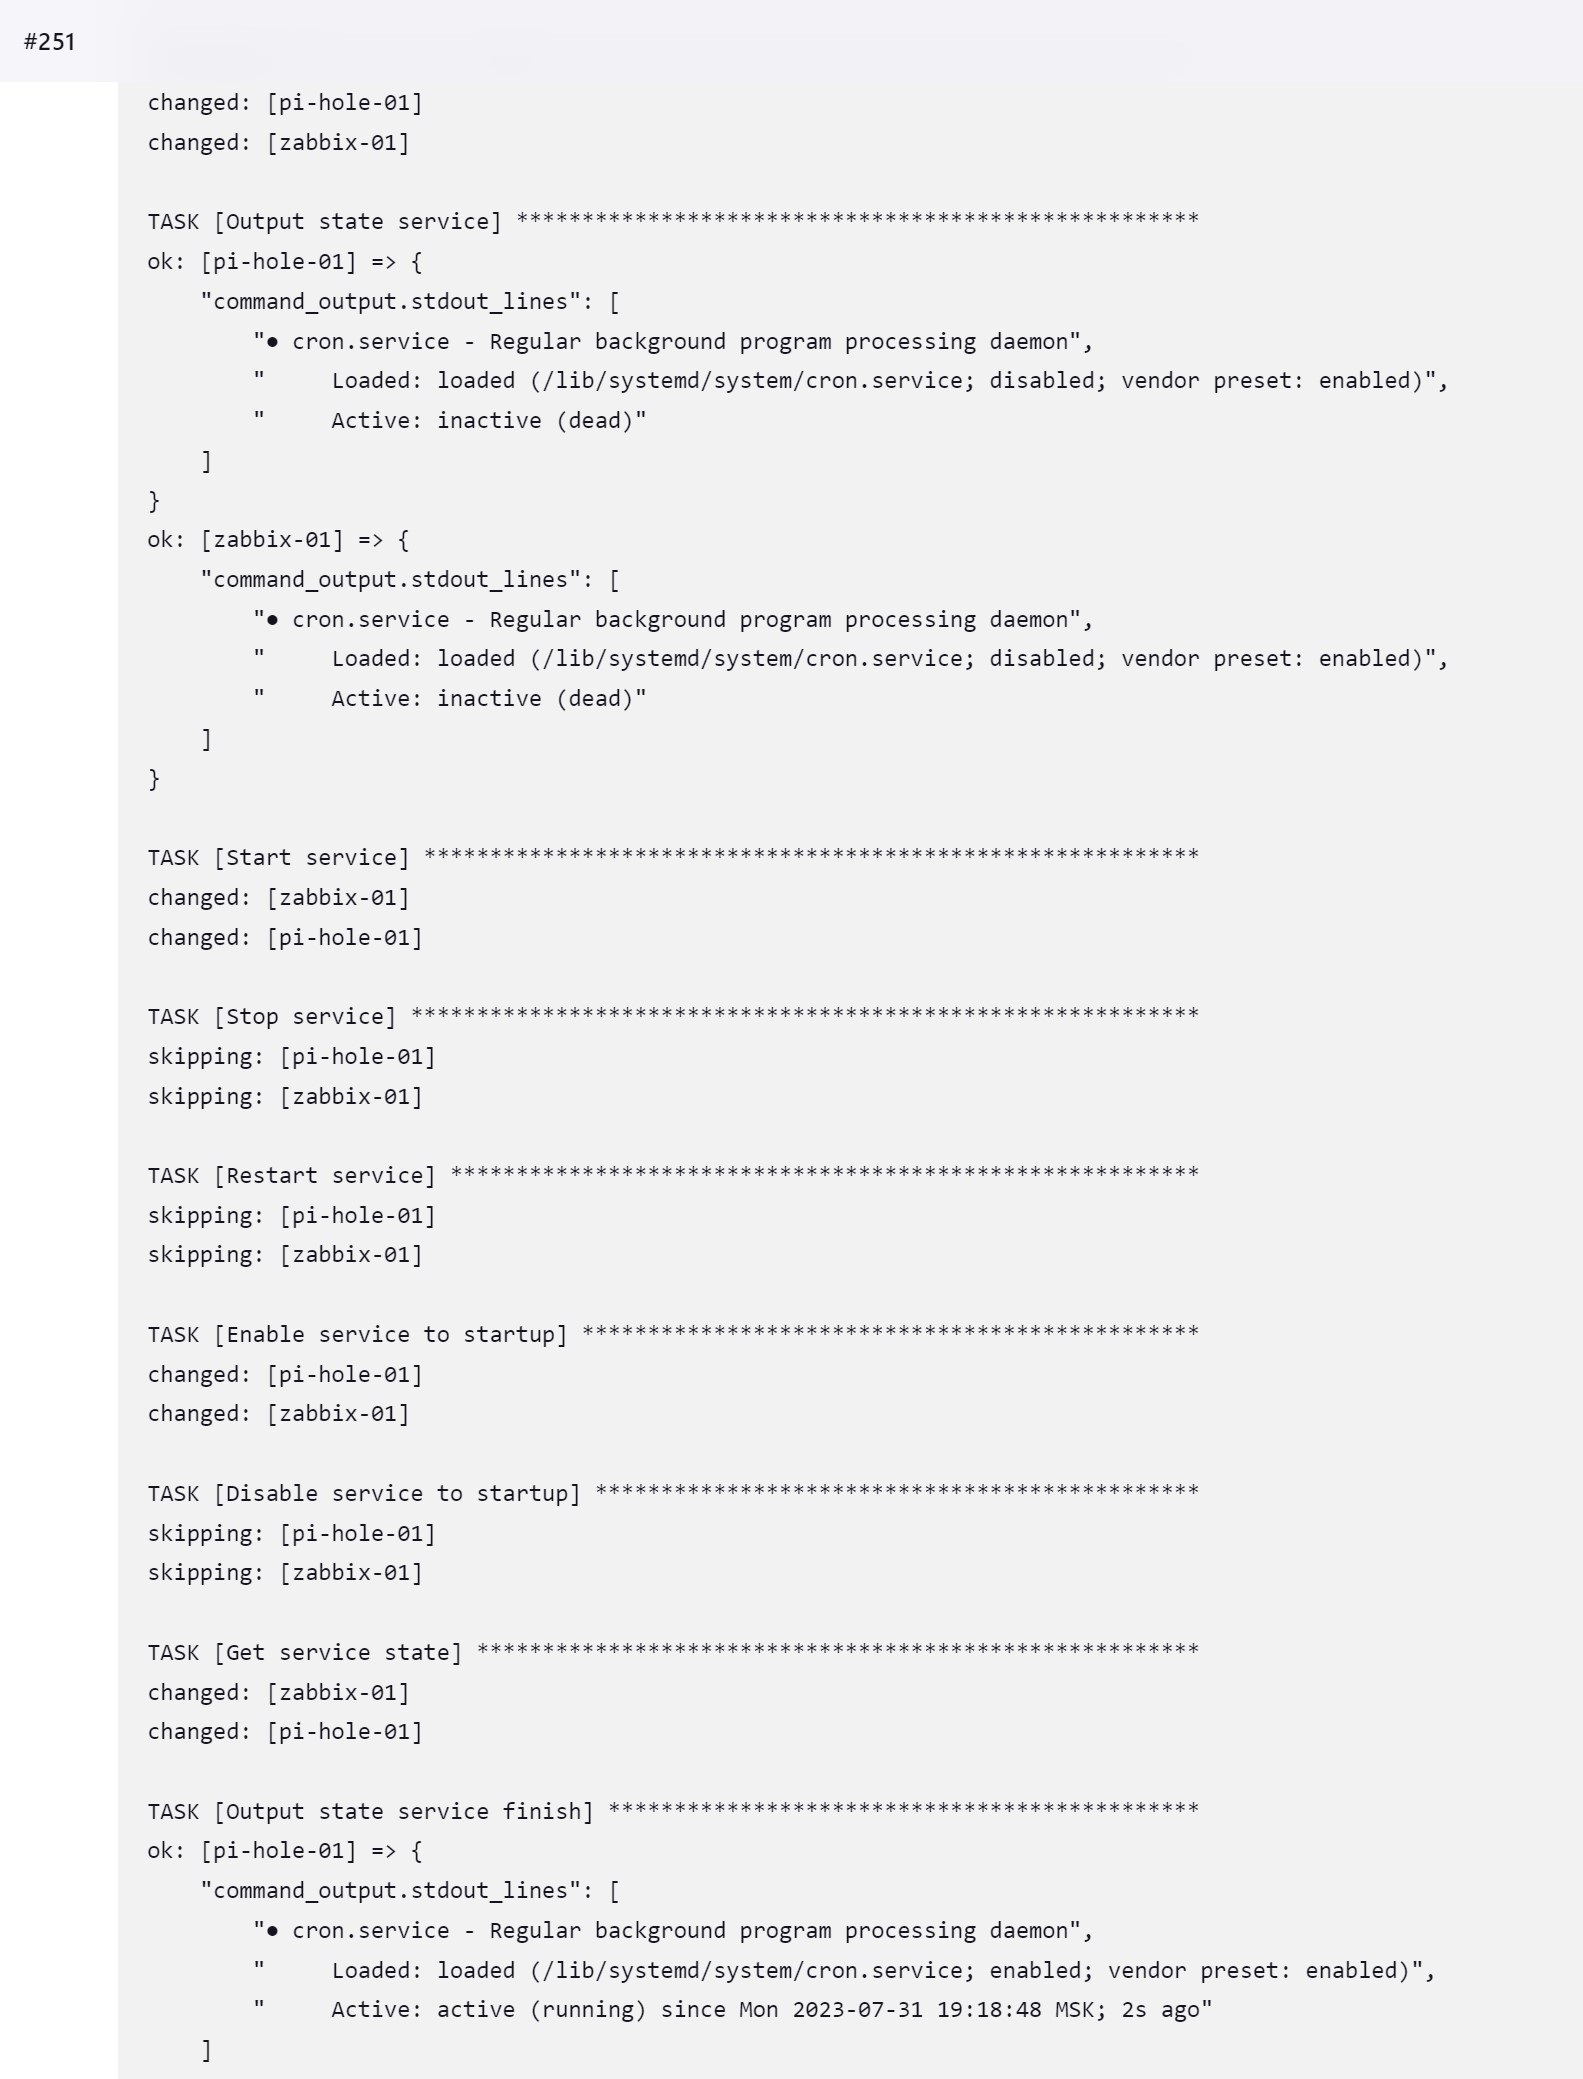 #251
changed: [pi-hole-01]
changed: [zabbix-01]

TASK [Output state service] ****************************************************
ok: [pi-hole-01] => {
    "command_output.stdout_lines": [
        "● cron.service - Regular background program processing daemon",
        "     Loaded: loaded (/lib/systemd/system/cron.service; disabled; vendor preset: enabled)",
        "     Active: inactive (dead)"
    ]
}
ok: [zabbix-01] => {
    "command_output.stdout_lines": [
        "● cron.service - Regular background program processing daemon",
        "     Loaded: loaded (/lib/systemd/system/cron.service; disabled; vendor preset: enabled)",
        "     Active: inactive (dead)"
    ]
}

TASK [Start service] ***********************************************************
changed: [zabbix-01]
changed: [pi-hole-01]

TASK [Stop service] ************************************************************
skipping: [pi-hole-01]
skipping: [zabbix-01]

TASK [Restart service] *********************************************************
skipping: [pi-hole-01]
skipping: [zabbix-01]

TASK [Enable service to startup] ***********************************************
changed: [pi-hole-01]
changed: [zabbix-01]

TASK [Disable service to startup] **********************************************
skipping: [pi-hole-01]
skipping: [zabbix-01]

TASK [Get service state] *******************************************************
changed: [zabbix-01]
changed: [pi-hole-01]

TASK [Output state service finish] *********************************************
ok: [pi-hole-01] => {
    "command_output.stdout_lines": [
        "● cron.service - Regular background program processing daemon",
        "     Loaded: loaded (/lib/systemd/system/cron.service; enabled; vendor preset: enabled)",
        "     Active: active (running) since Mon 2023-07-31 19:18:48 MSK; 2s ago"
    ]